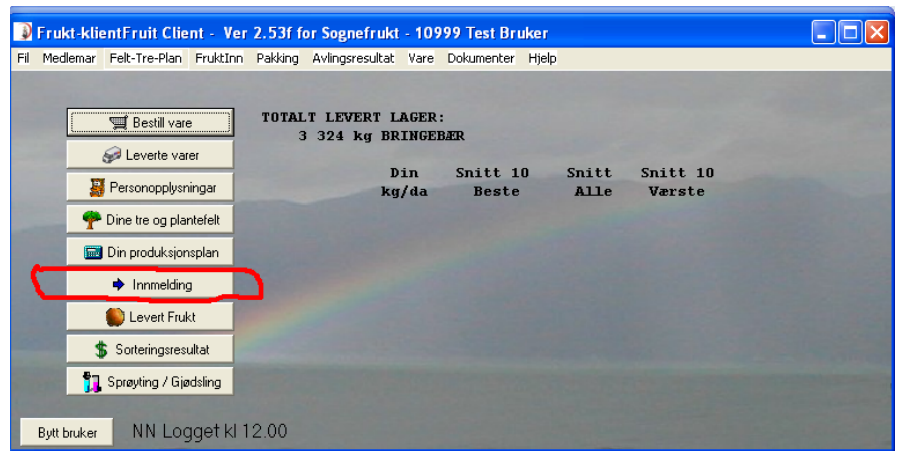 Frukt-klientFruit Client - Ver 2.53f for Sognefrukt - 10999 Test Bruker
Fil Medlemar Felt-Tre-Plan FruktInn Pakking Avlingsresultat Vare Dokumenter Hjelp
Bestill vare
Leverte varer
Personopplysningar
Dine tre og plantefelt
Din produksjonsplan
Innmelding
Levert Frukt
Sorteringsresultat
Sprøyting / Gjødsling
TOTALT LEVERT LAGER:
3 324 kg BRINGEBÆR
Din Snitt 10 Snitt Snitt 10
kg/da Beste Alle Værste
Bytt bruker NN Logget kl 12.00